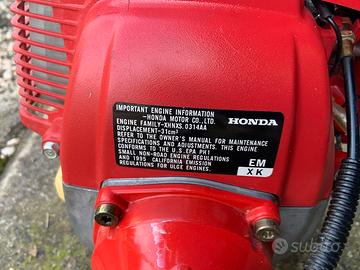 IMPORTANT ENGINE INFORMATION
-HONDA MOTOR CO.,LTD.
HONDA
ENGINE FAMILY-XHNXS.0314AA
DISPLACEMENT-31cm³
REFER TO THE OWNER'S MANUAL FOR MAINTENANCE
SPECIFICATIONS AND ADJUSTMENTS. THIS ENGINE
CONFORMS TO THE U.S.EPA PH1
SMALL NON-ROAD ENGINE REGULATIONS
AND 1995 CALIFORNIA EMISSION
REGULATIONS FOR ULGE ENGINES.
EM
XK
Subito